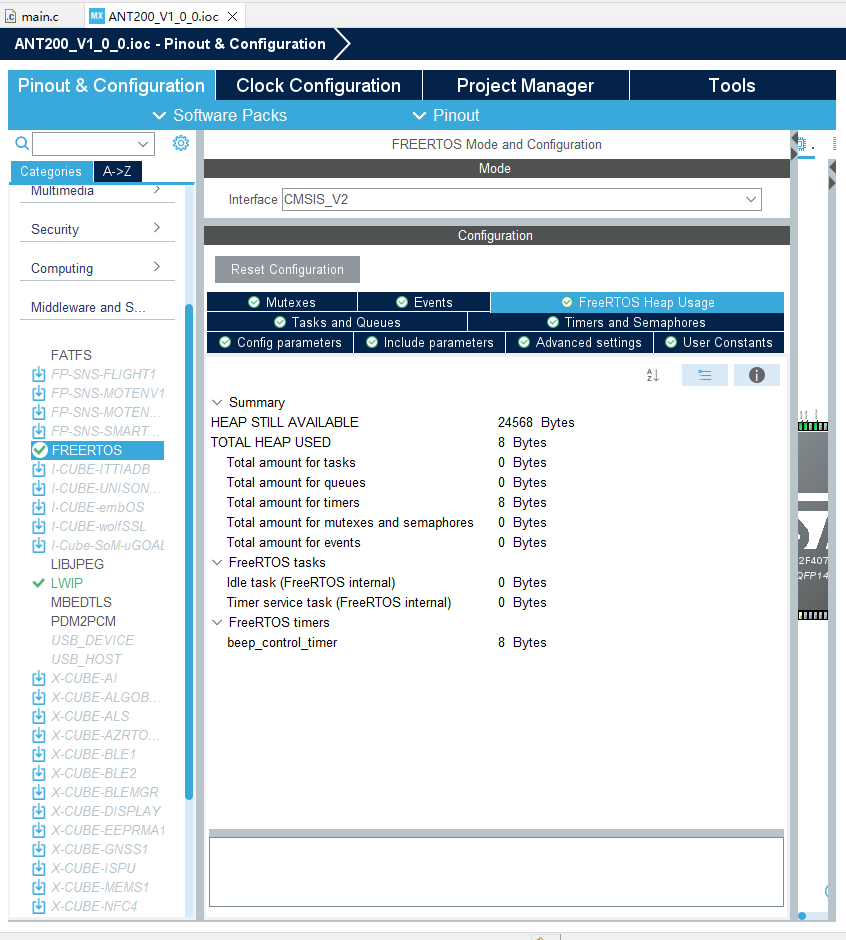 main.c
MX ANT200_V1_0_0.ioc
ANT200_V1_0_0.ioc - Pinout & Configuration
Pinout & Configuration Clock Configuration Project Manager Tools
Software Packs Pinout
Categories A->Z
Multimedia
Security
Computing
Middleware and S...
FATFS
FP-SNS-FLIGHT1
FP-SNS-MOTENV1
FP-SNS-MOTEN...
FP-SNS-SMART...
FREERTOS
I-CUBE-ITTIADB
I-CUBE-UNISON...
I-CUBE-embOS
I-CUBE-wolfSSL
I-Cube-SoM-uGOAL
LIBJPEG
LWIP
MBEDTLS
PDM2PCM
USB_DEVICE
USB_HOST
X-CUBE-AI
X-CUBE-ALGOB...
X-CUBE-ALS
X-CUBE-AZRTO...
X-CUBE-BLE1
X-CUBE-BLE2
X-CUBE-BLEMGR
X-CUBE-DISPLAY
X-CUBE-EEPRMA1
X-CUBE-GNSS1
X-CUBE-ISPU
X-CUBE-MEMS1
X-CUBE-NFC4
FREERTOS Mode and Configuration
Mode
Interface CMSIS_V2
Configuration
Reset Configuration
Mutexes Events FreeRTOS Heap Usage
Tasks and Queues Timers and Semaphores
Config parameters Include parameters Advanced settings User Constants
Summary
HEAP STILL AVAILABLE 24568 Bytes
TOTAL HEAP USED 8 Bytes
Total amount for tasks 0 Bytes
Total amount for queues 0 Bytes
Total amount for timers 8 Bytes
Total amount for mutexes and semaphores 0 Bytes
Total amount for events 0 Bytes
FreeRTOS tasks
Idle task (FreeRTOS internal) 0 Bytes
Timer service task (FreeRTOS internal) 0 Bytes
FreeRTOS timers
beep_control_timer 8 Bytes
2F407
QFP14